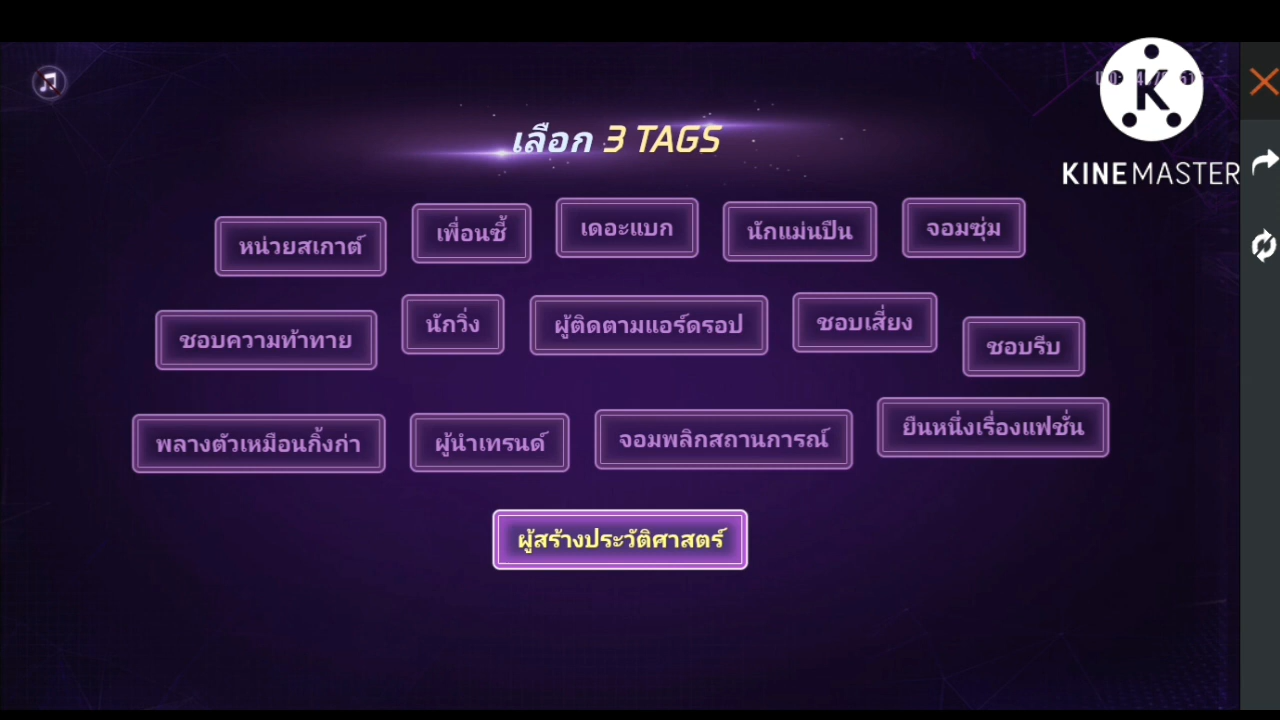 เลือก 3 TAGS
KINEMASTER
หน่วยสเกาต์ เพื่อนซี้ เดอะแบก นักแม่นปืน จอมซุ่ม
ชอบความท้าทาย นักวิ่ง ผู้ติดตามแอร์ดรอป ชอบเสี่ยง ชอบรีบ
พลางตัวเหมือนกิ้งก่า ผู้นำเทรนด์ จอมพลิกสถานการณ์ ยืนหนึ่งเรื่องแฟชั่น
ผู้สร้างประวัติศาสตร์